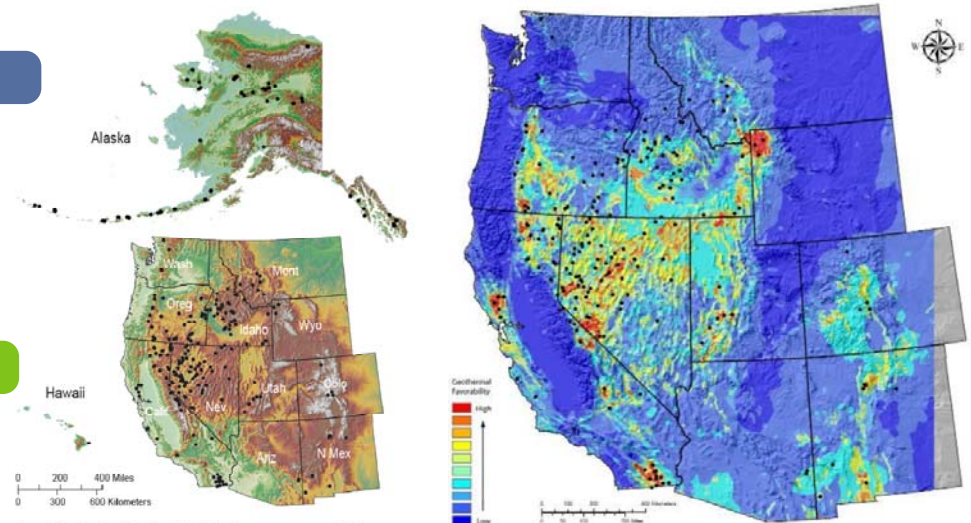 Alaska
Wash
Mont
Oreg
Idaho
Wyo
Hawaii
Calif
Nev
Utah
Colo
Ariz
N Mex
0 200 400 Miles
0 300 600 Kilometers
N
W E
S
Geothermal
Favorability
High
Low